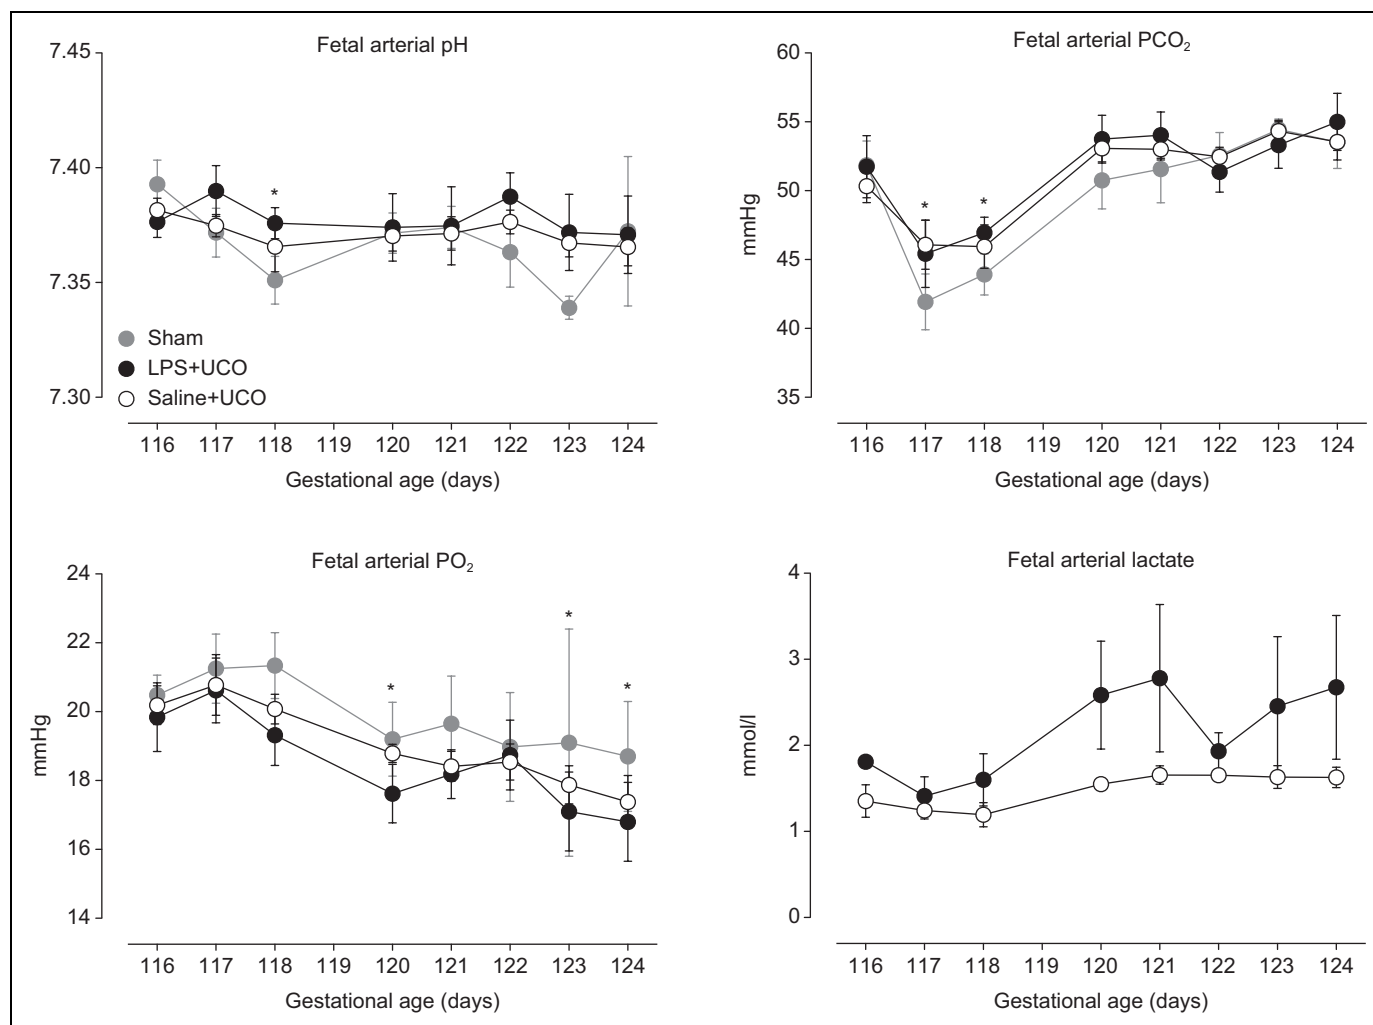 Fetal arterial pH
7.45
7.40
7.35
7.30
*
Sham
LPS+UCO
Saline+UCO
116 117 118 119 120 121 122 123 124
Gestational age (days)
Fetal arterial PCO₂
mmHg
60
55
50
45
40
35
* *
116 117 118 119 120 121 122 123 124
Gestational age (days)
Fetal arterial PO₂
mmHg
24
22
20
18
16
14
* * *
116 117 118 119 120 121 122 123 124
Gestational age (days)
Fetal arterial lactate
mmol/l
4
3
2
1
0
116 117 118 119 120 121 122 123 124
Gestational age (days)